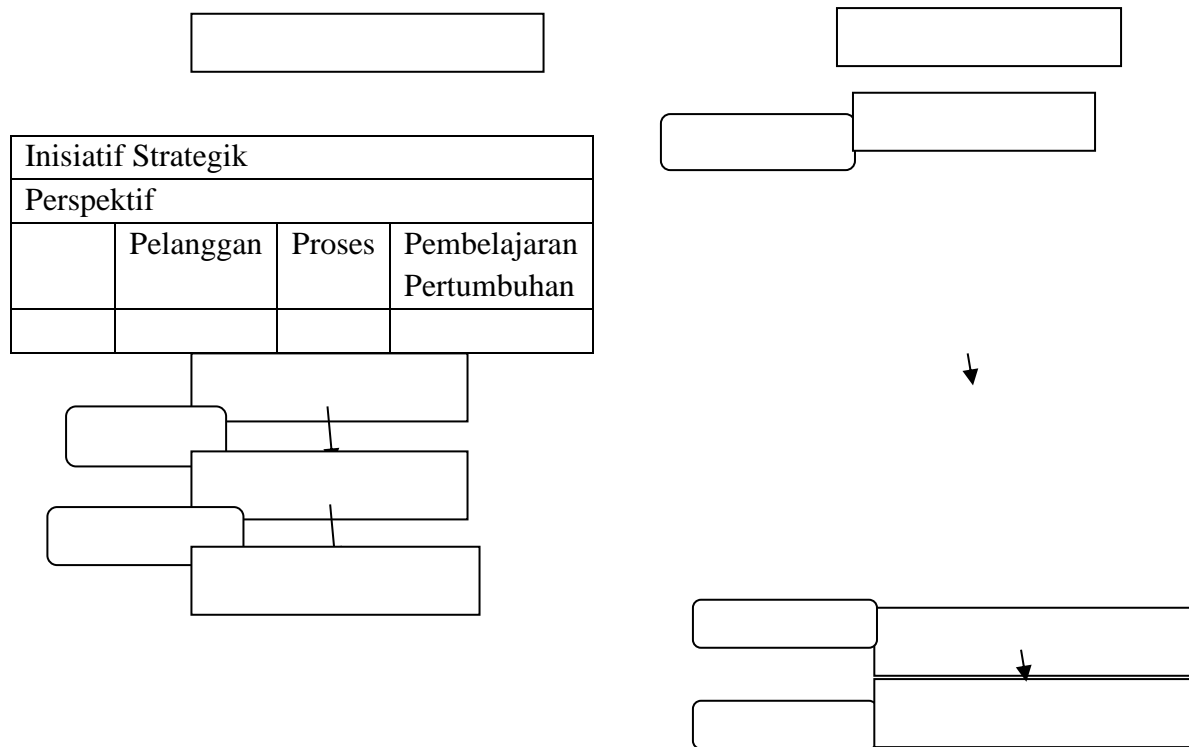 Inisiatif Strategik
Perspektif
Pelanggan Proses Pembelajaran
Pertumbuhan